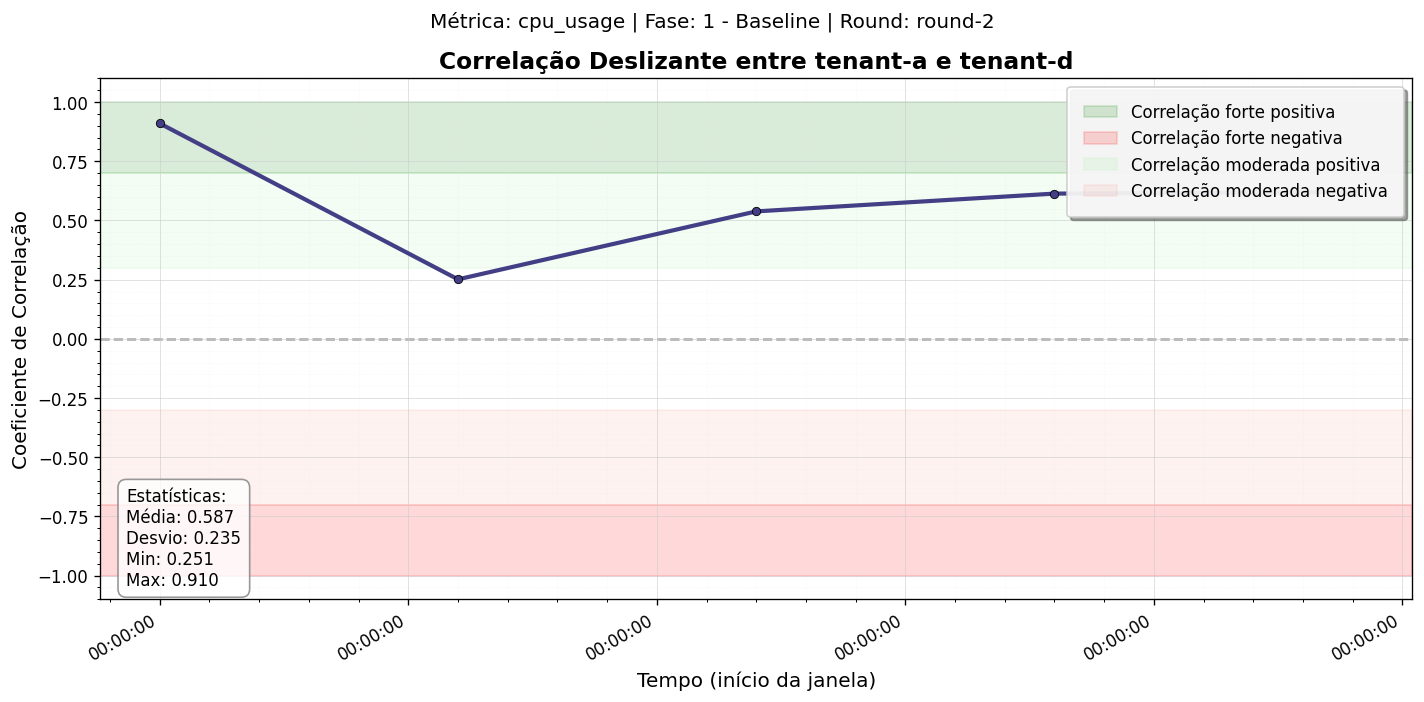 Métrica: cpu_usage | Fase: 1 - Baseline | Round: round-2
Correlação Deslizante entre tenant-a e tenant-d
Correlação forte positiva
Correlação forte negativa
Correlação moderada positiva
Correlação moderada negativa
Coeficiente de Correlação
1.00
0.75
0.50
0.25
0.00
−0.25
−0.50
−0.75
−1.00
Estatísticas:
Média: 0.587
Desvio: 0.235
Min: 0.251
Max: 0.910
00:00:00 00:00:00 00:00:00 00:00:00 00:00:00 00:00:00
Tempo (início da janela)